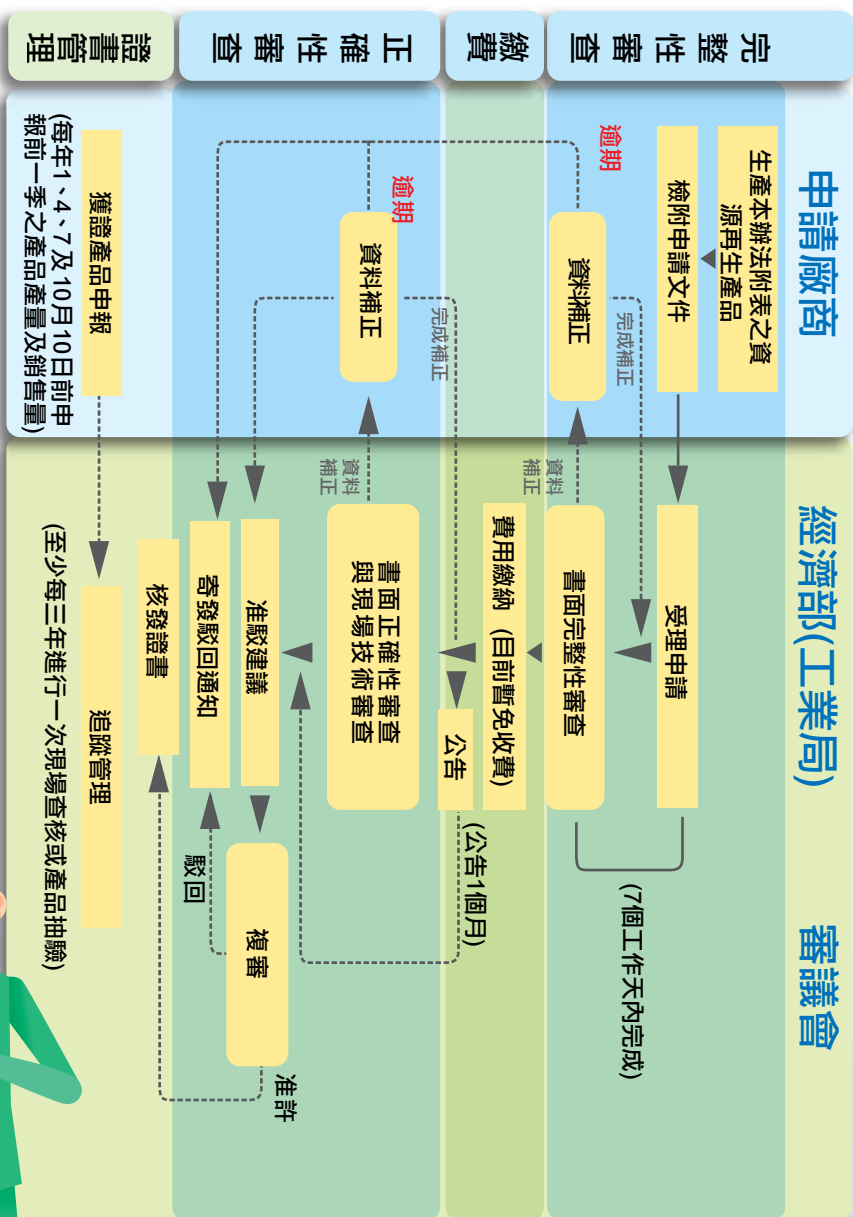 申請廠商
經濟部(工業局)
審議會
完整性審查
生產本辦法附表之資
源再生產品
檢附申請文件
受理申請
逾期
資料補正
完成補正
資料
補正
書面完整性審查
(7個工作天內完成)
繳費
費用繳納 (目前暫免收費)
公告
(公告1個月)
正確性審查
逾期
資料補正
完成補正
資料
補正
書面正確性審查
與現場技術審查
准駁建議
複審
寄發駁回通知
駁回
准許
證書管理
核發證書
獲證產品申報
(每年1、4、7及10月10日前申
報前一季之產品產量及銷售量)
追蹤管理
(至少每三年進行一次現場查核或產品抽驗)